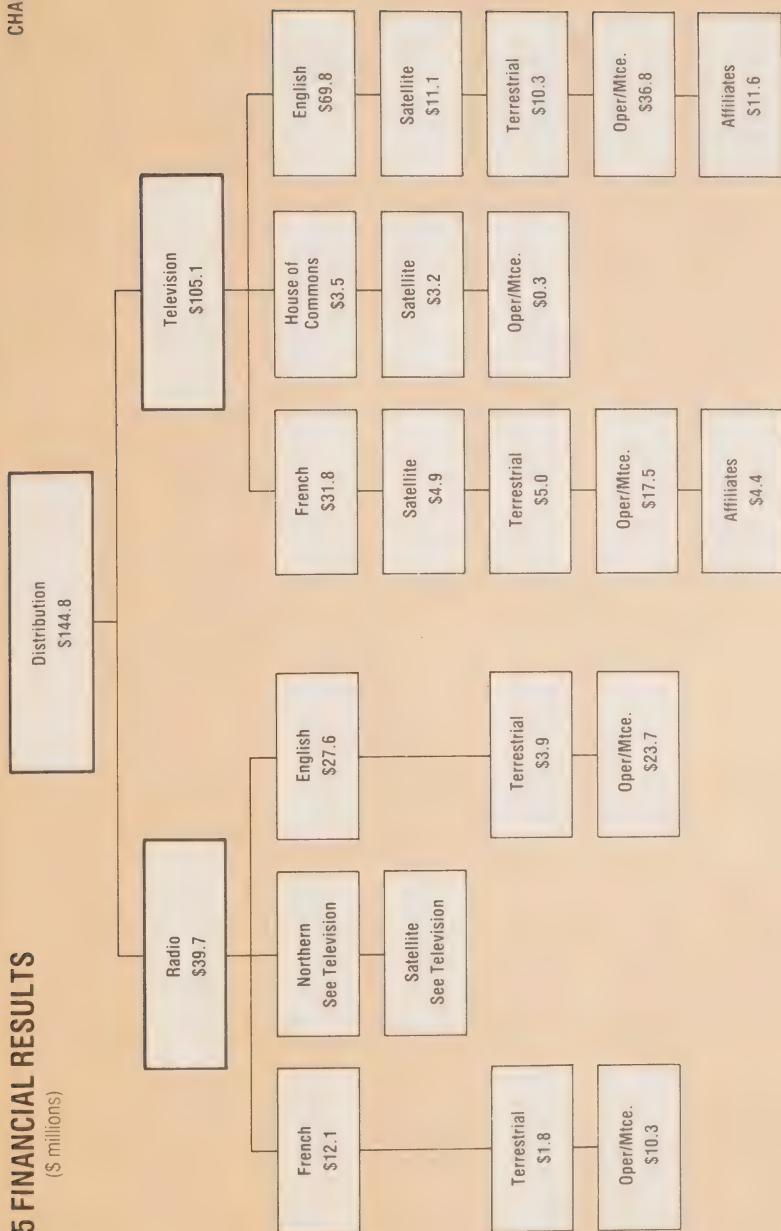 5 FINANCIAL RESULTS
($ millions)
CHA
Distribution
$144.8
Radio
$39.7
Television
$105.1
French
$12.1
Northern
See Television
English
$27.6
French
$31.8
House of
Commons
$3.5
English
$69.8
Satellite
See Television
Satellite
$4.9
Satellite
$3.2
Satellite
$11.1
Terrestrial
$1.8
Terrestrial
$3.9
Terrestrial
$5.0
Oper/Mtce.
$0.3
Terrestrial
$10.3
Oper/Mtce.
$10.3
Oper/Mtce.
$23.7
Oper/Mtce.
$17.5
Oper/Mtce.
$36.8
Affiliates
$4.4
Affiliates
$11.6